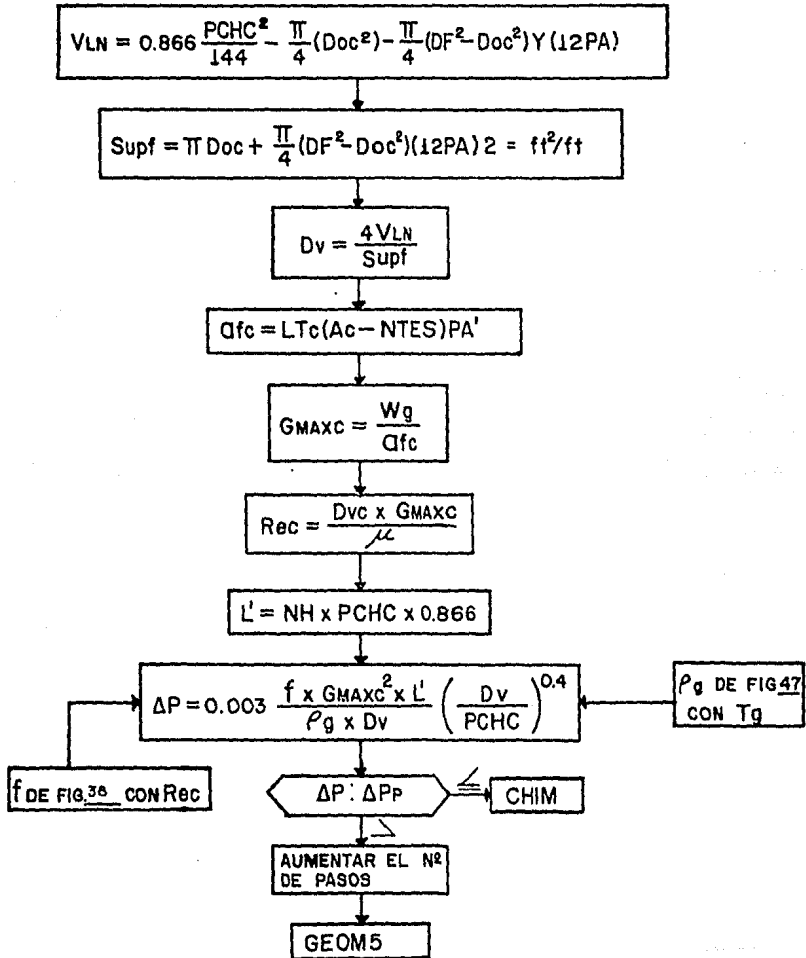 VLN = 0.866 PCHC²/144 - π/4 (Doc²) - π/4 (DF² - Doc²) Y (12PA)
Supf = π Doc + π/4 (DF² - Doc²)(12PA) 2 = ft²/ft
Dv = 4VLN/Supf
afc = LTc(Ac - NTES)PA'
GMAXC = Wg/afc
Rec = Dvc x GMAXC/μ
L' = NH x PCHC x 0.866
ΔP = 0.003 f x GMAXC² x L'/ρg x Dv (Dv/PCHC)^0.4
ρg DE FIG 47
CON Tg
f DE FIG. 38 CON Rec
ΔP : ΔPP
≤
CHIM
>
AUMENTAR EL Nº
DE PASOS
GEOM5